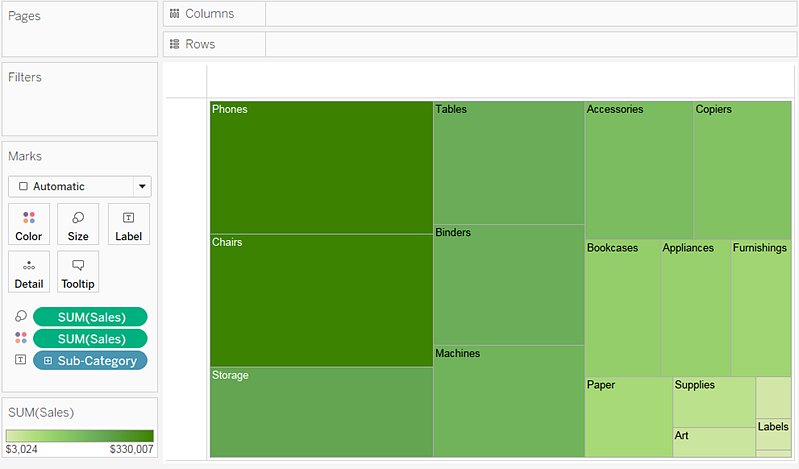 Pages
Columns
Rows
Filters
Marks
Automatic
Color
Size
Label
Detail
Tooltip
SUM(Sales)
SUM(Sales)
Sub-Category
SUM(Sales)
$3,024
$330,007
Phones
Tables
Accessories
Copiers
Chairs
Binders
Bookcases
Appliances
Furnishings
Storage
Machines
Paper
Supplies
Labels
Art